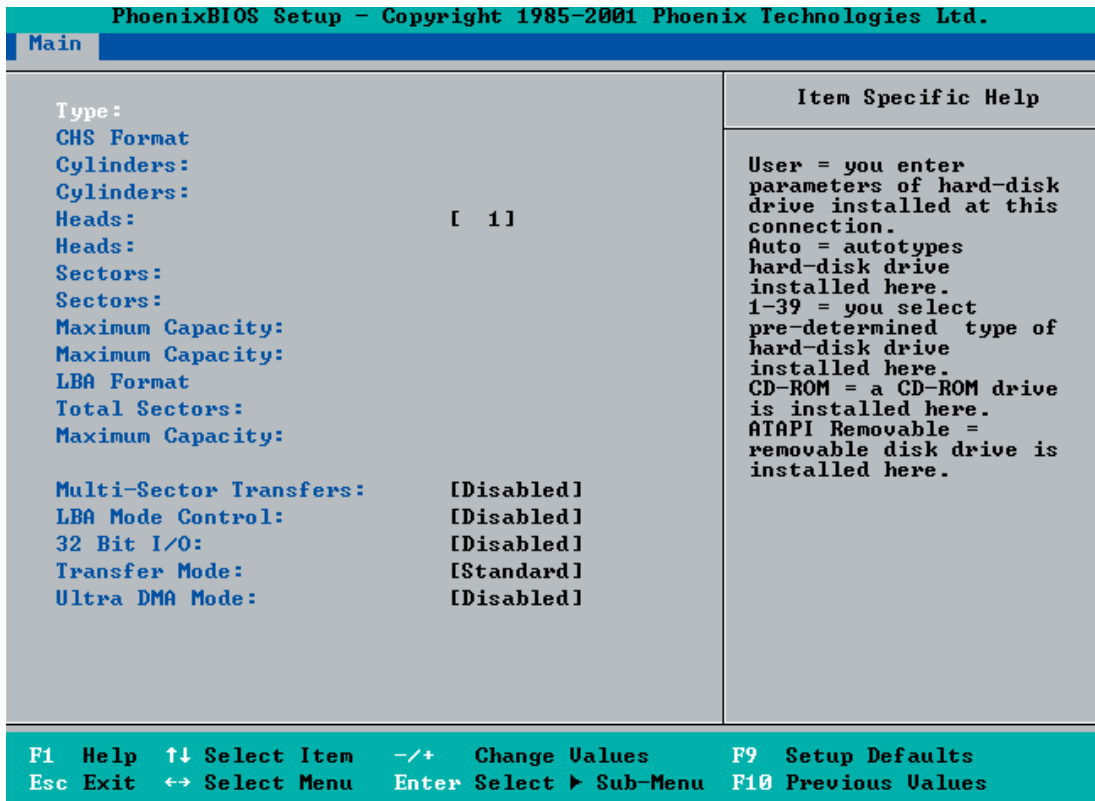 PhoenixBIOS Setup - Copyright 1985-2001 Phoenix Technologies Ltd.
Main
Type:
CHS Format
Cylinders:
Cylinders:
Heads: [ 1]
Heads:
Sectors:
Sectors:
Maximum Capacity:
Maximum Capacity:
LBA Format
Total Sectors:
Maximum Capacity:
Multi-Sector Transfers: [Disabled]
LBA Mode Control: [Disabled]
32 Bit I/O: [Disabled]
Transfer Mode: [Standard]
Ultra DMA Mode: [Disabled]
Item Specific Help
User = you enter
parameters of hard-disk
drive installed at this
connection.
Auto = autotypes
hard-disk drive
installed here.
1-39 = you select
pre-determined type of
hard-disk drive
installed here.
CD-ROM = a CD-ROM drive
is installed here.
ATAPI Removable =
removable disk drive is
installed here.
F1 Help ↑↓ Select Item -/+ Change Values F9 Setup Defaults
Esc Exit ↔ Select Menu Enter Select ▶ Sub-Menu F10 Previous Values